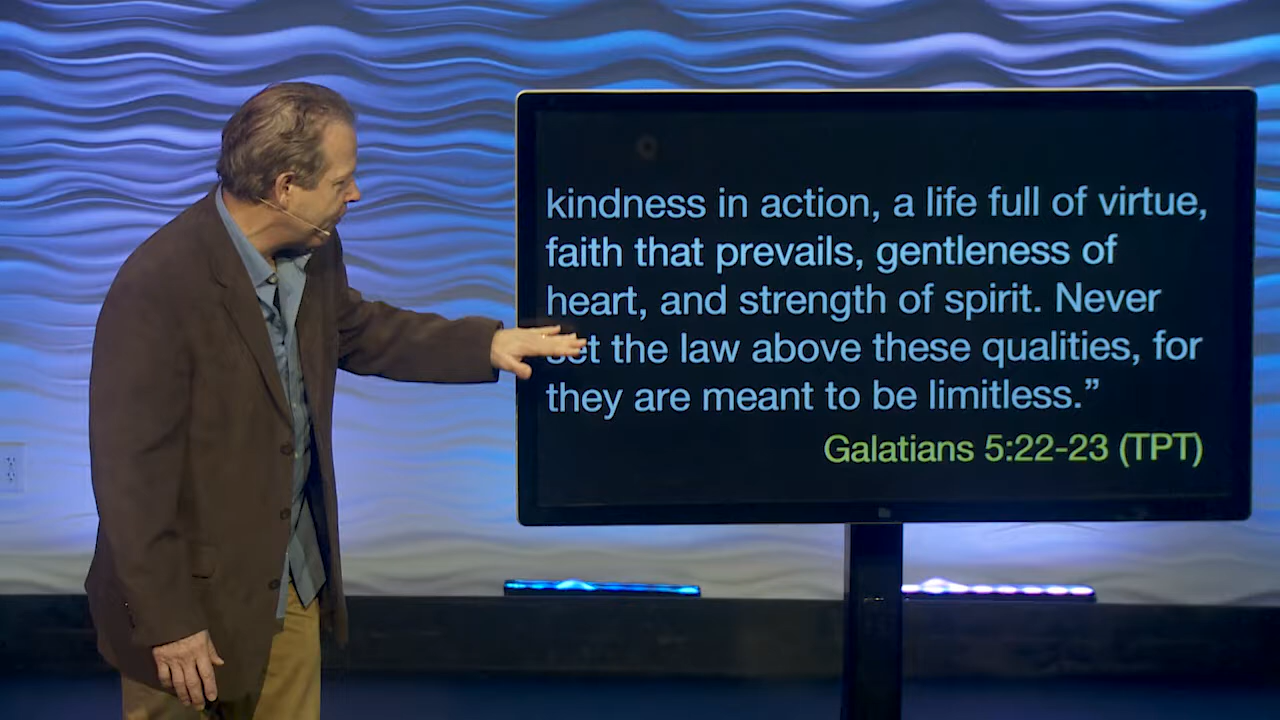 kindness in action, a life full of virtue,
faith that prevails, gentleness of
heart, and strength of spirit. Never
set the law above these qualities, for
they are meant to be limitless.”
Galatians 5:22-23 (TPT)